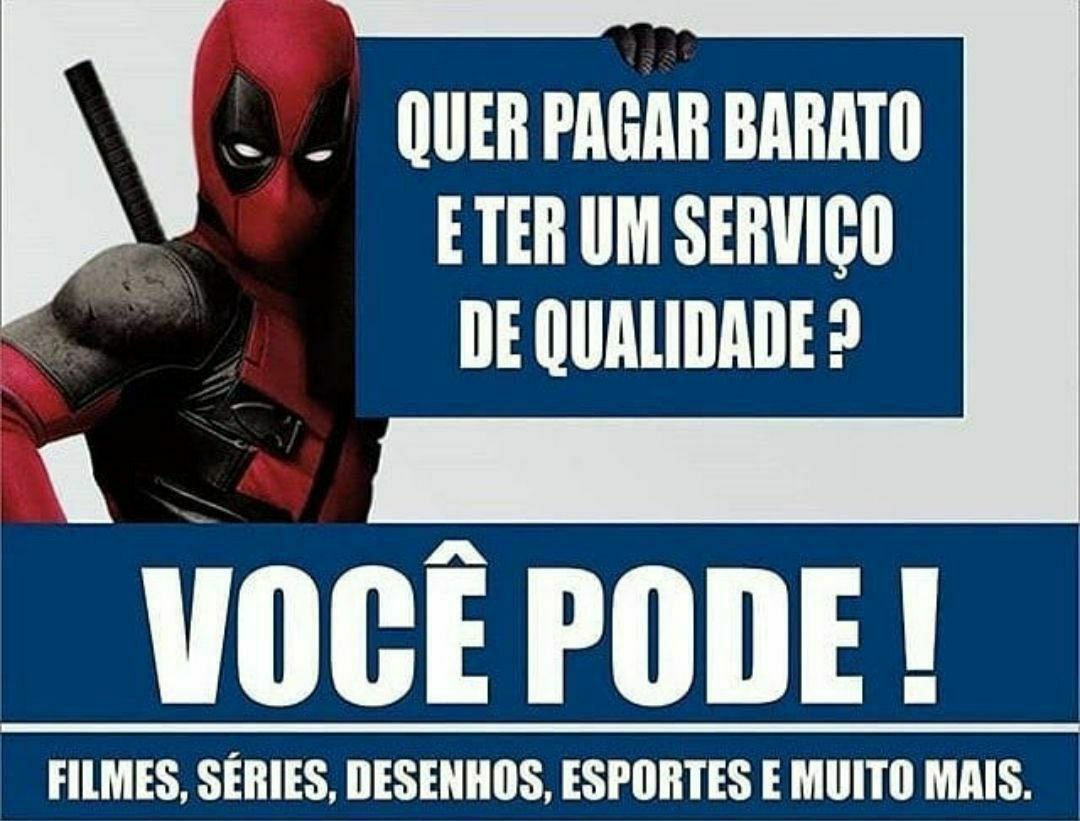 QUER PAGAR BARATO
E TER UM SERVIÇO
DE QUALIDADE ?
VOCÊ PODE !
FILMES, SÉRIES, DESENHOS, ESPORTES E MUITO MAIS.